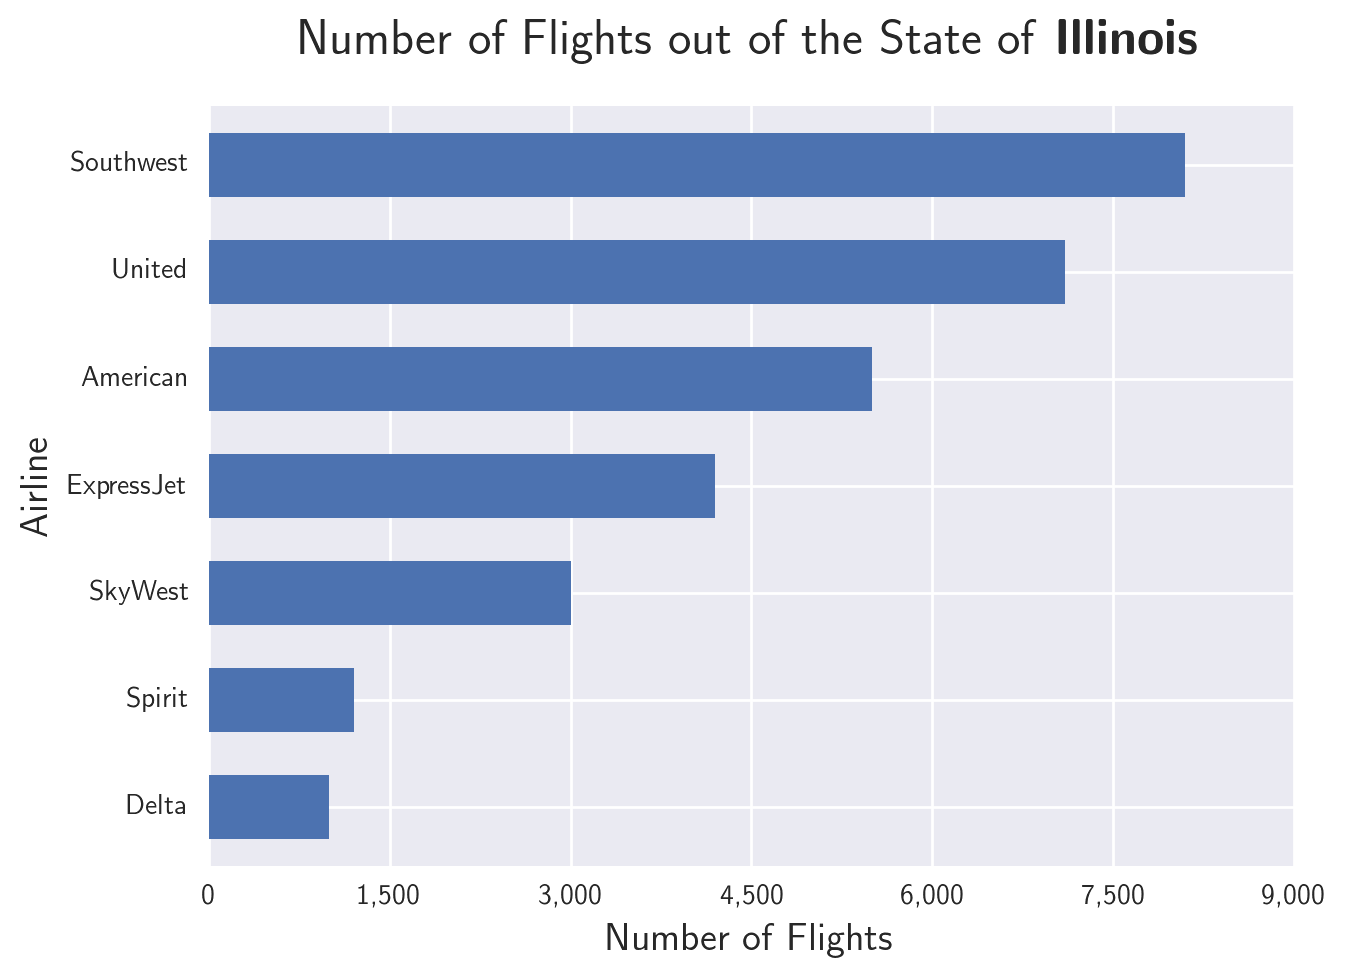 Number of Flights out of the State of Illinois
Southwest
United
American
ExpressJet
SkyWest
Spirit
Delta
Airline
0 1,500 3,000 4,500 6,000 7,500 9,000
Number of Flights